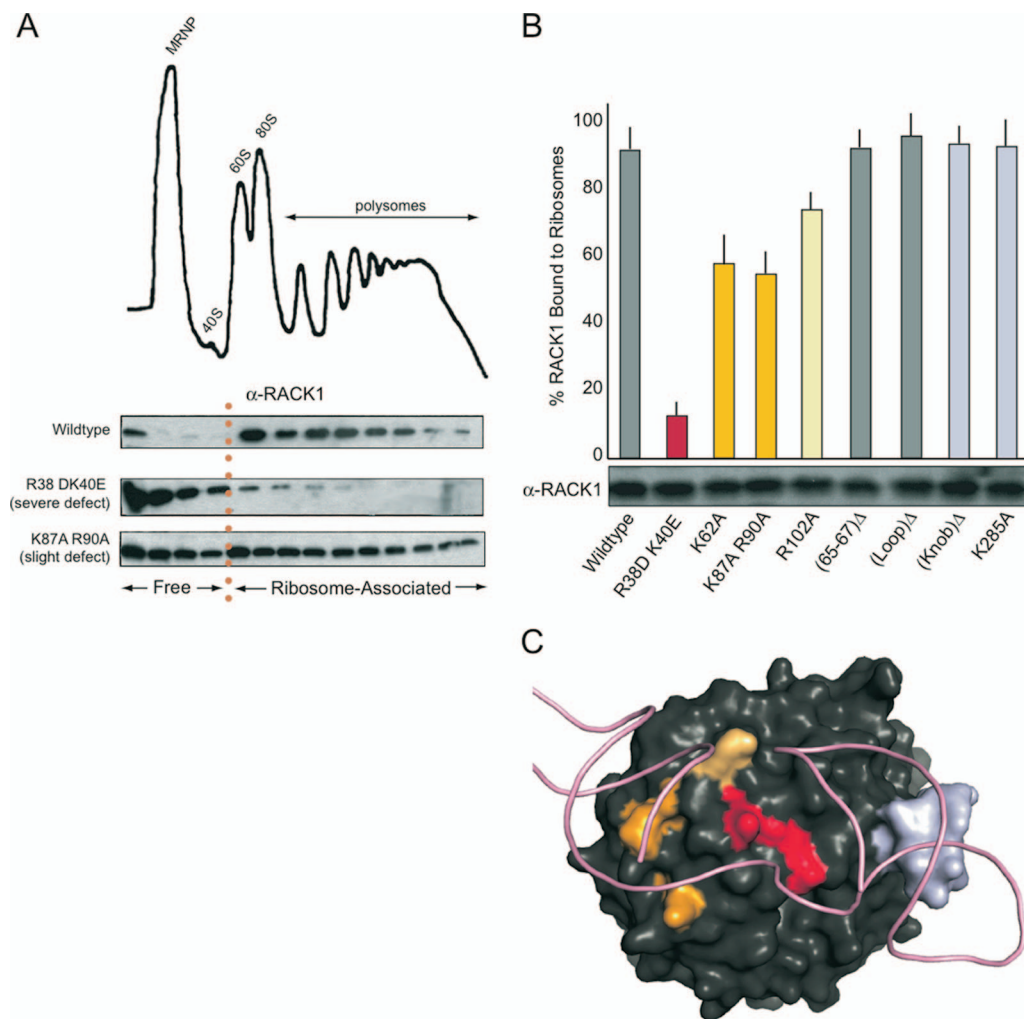 A
MRNP
40S
60S
80S
polysomes
α-RACK1
Wildtype
R38 DK40E
(severe defect)
K87A R90A
(slight defect)
Free
Ribosome-Associated
B
% RACK1 Bound to Ribosomes
100
80
60
40
20
0
α-RACK1
Wildtype
R38D K40E
K62A
K87A R90A
R102A
(65-67)Δ
(Loop)Δ
(Knob)Δ
K285A
C